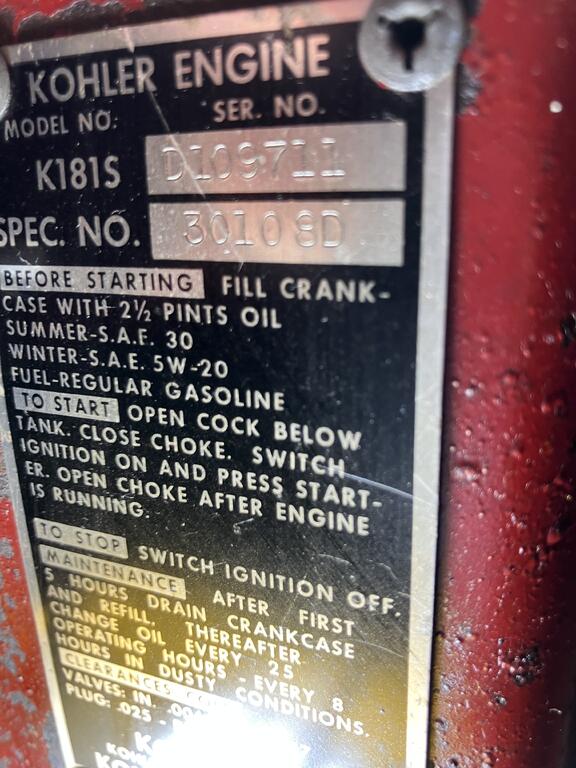 KOHLER ENGINE
MODEL NO. SER. NO.
K181S D109711
SPEC. NO. 30108D
BEFORE STARTING FILL CRANK-
CASE WITH 2½ PINTS OIL
SUMMER-S.A.E. 30
WINTER-S.A.E. 5W-20
FUEL-REGULAR GASOLINE
TO START OPEN COCK BELOW
TANK. CLOSE CHOKE. SWITCH
IGNITION ON AND PRESS START-
ER. OPEN CHOKE AFTER ENGINE
IS RUNNING.
TO STOP SWITCH IGNITION OFF.
MAINTENANCE AFTER FIRST
5 HOURS DRAIN CRANKCASE
AND REFILL. THEREAFTER
CHANGE OIL EVERY 25
OPERATING HOURS - EVERY 8
HOURS IN DUSTY CONDITIONS.
CLEARANCES
VALVES: IN.
PLUG: .025